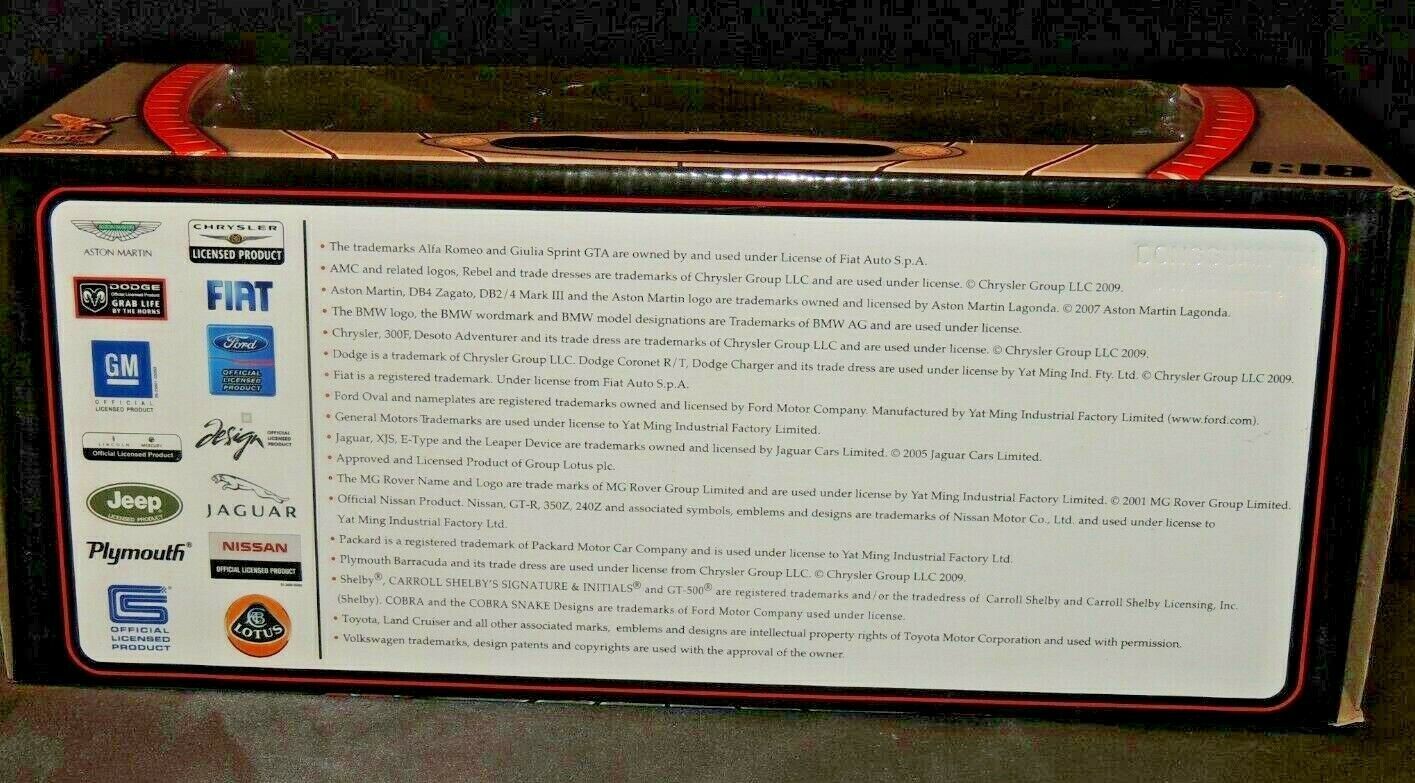 1:18
ASTON MARTIN
ASTON MARTIN
CHRYSLER
LICENSED PRODUCT
DODGE
Official Licensed Product
GRAB LIFE
BY THE HORNS
FIAT
GM
OFFICIAL
LICENSED PRODUCT
Ford
OFFICIAL
LICENSED
PRODUCT
LINCOLN MERCURY
Official Licensed Product
design
OFFICIAL
LICENSED
PRODUCT
Jeep
LICENSED PRODUCT
JAGUAR
Plymouth®
NISSAN
OFFICIAL LICENSED PRODUCT
CS
OFFICIAL
LICENSED
PRODUCT
LOTUS
• The trademarks Alfa Romeo and Giulia Sprint GTA are owned by and used under License of Fiat Auto S.p.A.
• AMC and related logos, Rebel and trade dresses are trademarks of Chrysler Group LLC and are used under license. © Chrysler Group LLC 2009.
• Aston Martin, DB4 Zagato, DB2/4 Mark III and the Aston Martin logo are trademarks owned and licensed by Aston Martin Lagonda. © 2007 Aston Martin Lagonda.
• The BMW logo, the BMW wordmark and BMW model designations are Trademarks of BMW AG and are used under license.
• Chrysler, 300F, Desoto Adventurer and its trade dress are trademarks of Chrysler Group LLC and are used under license. © Chrysler Group LLC 2009.
• Dodge is a trademark of Chrysler Group LLC. Dodge Coronet R/T, Dodge Charger and its trade dress are used under license by Yat Ming Ind. Fty. Ltd. © Chrysler Group LLC 2009.
• Fiat is a registered trademark. Under license from Fiat Auto S.p.A.
• Ford Oval and nameplates are registered trademarks owned and licensed by Ford Motor Company. Manufactured by Yat Ming Industrial Factory Limited (www.ford.com).
• General Motors Trademarks are used under license to Yat Ming Industrial Factory Limited.
• Jaguar, XJS, E-Type and the Leaper Device are trademarks owned and licensed by Jaguar Cars Limited. © 2005 Jaguar Cars Limited.
• Approved and Licensed Product of Group Lotus plc.
• The MG Rover Name and Logo are trade marks of MG Rover Group Limited and are used under license by Yat Ming Industrial Factory Limited. © 2001 MG Rover Group Limited.
• Official Nissan Product. Nissan, GT-R, 350Z, 240Z and associated symbols, emblems and designs are trademarks of Nissan Motor Co., Ltd. and used under license to
Yat Ming Industrial Factory Ltd.
• Packard is a registered trademark of Packard Motor Car Company and is used under license to Yat Ming Industrial Factory Ltd.
• Plymouth Barracuda and its trade dress are used under license from Chrysler Group LLC. © Chrysler Group LLC 2009.
• Shelby®, CARROLL SHELBY'S SIGNATURE & INITIALS® and GT-500® are registered trademarks and/or the tradedress of Carroll Shelby and Carroll Shelby Licensing, Inc.
(Shelby). COBRA and the COBRA SNAKE Designs are trademarks of Ford Motor Company used under license.
• Toyota, Land Cruiser and all other associated marks, emblems and designs are intellectual property rights of Toyota Motor Corporation and used with permission.
• Volkswagen trademarks, design patents and copyrights are used with the approval of the owner.